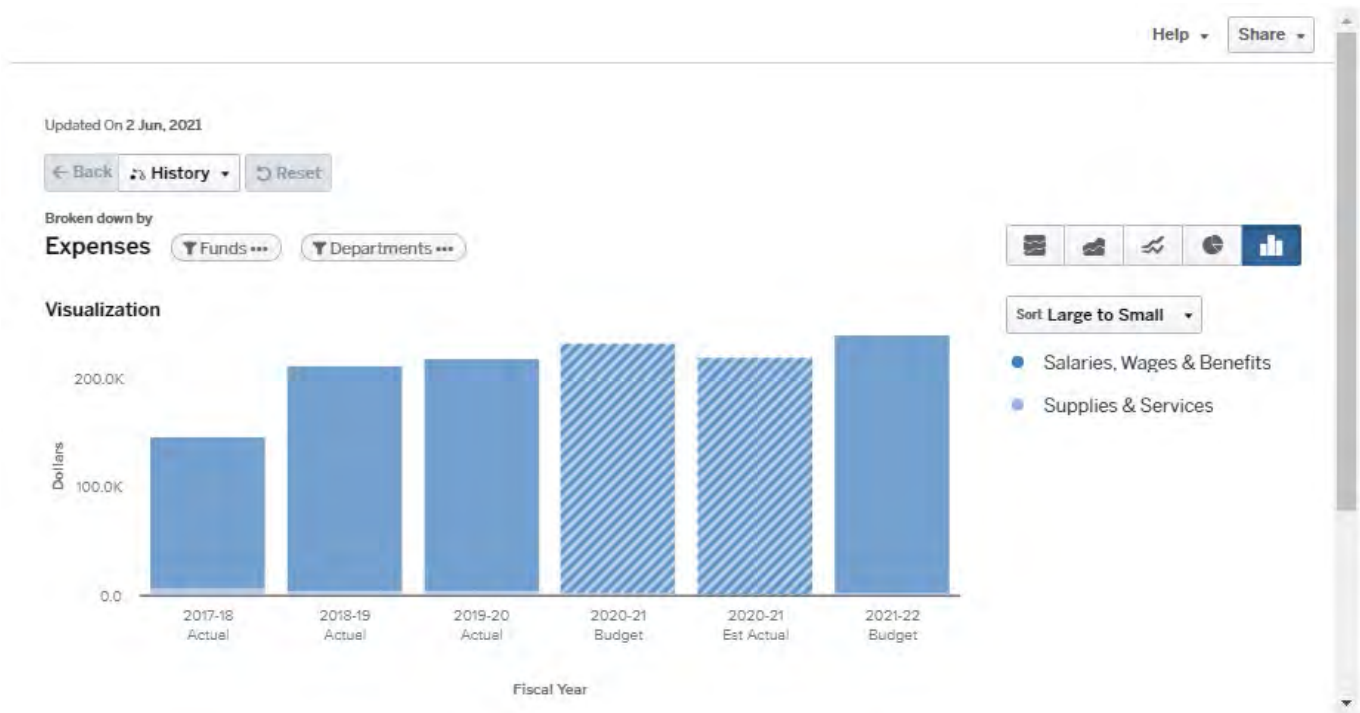 Help
Share
Updated On 2 Jun, 2021
← Back
History
Reset
Broken down by
Expenses
Funds •••
Departments •••
Visualization
Sort Large to Small
Salaries, Wages & Benefits
Supplies & Services
Dollars
200.0K
100.0K
0.0
2017-18
Actual
2018-19
Actual
2019-20
Actual
2020-21
Budget
2020-21
Est Actual
2021-22
Budget
Fiscal Year